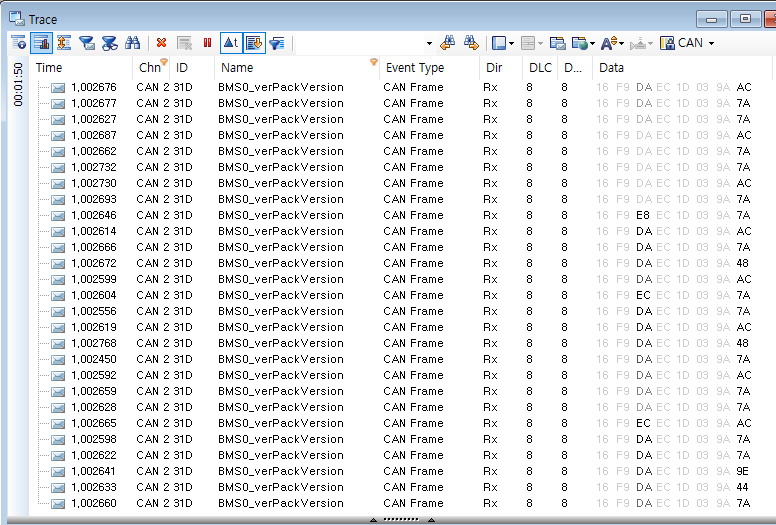 Trace
CAN
00:01:50
Time Chn ID Name Event Type Dir DLC D... Data
1,002676 CAN 2 31D BMS0_verPackVersion CAN Frame Rx 8 8 16 F9 DA EC 1D 03 9A AC
1,002677 CAN 2 31D BMS0_verPackVersion CAN Frame Rx 8 8 16 F9 DA EC 1D 03 9A 7A
1,002627 CAN 2 31D BMS0_verPackVersion CAN Frame Rx 8 8 16 F9 DA EC 1D 03 9A 7A
1,002687 CAN 2 31D BMS0_verPackVersion CAN Frame Rx 8 8 16 F9 DA EC 1D 03 9A AC
1,002662 CAN 2 31D BMS0_verPackVersion CAN Frame Rx 8 8 16 F9 DA EC 1D 03 9A 7A
1,002732 CAN 2 31D BMS0_verPackVersion CAN Frame Rx 8 8 16 F9 DA EC 1D 03 9A 7A
1,002730 CAN 2 31D BMS0_verPackVersion CAN Frame Rx 8 8 16 F9 DA EC 1D 03 9A AC
1,002693 CAN 2 31D BMS0_verPackVersion CAN Frame Rx 8 8 16 F9 DA EC 1D 03 9A 7A
1,002646 CAN 2 31D BMS0_verPackVersion CAN Frame Rx 8 8 16 F9 E8 EC 1D 03 9A 7A
1,002614 CAN 2 31D BMS0_verPackVersion CAN Frame Rx 8 8 16 F9 DA EC 1D 03 9A AC
1,002666 CAN 2 31D BMS0_verPackVersion CAN Frame Rx 8 8 16 F9 DA EC 1D 03 9A 7A
1,002672 CAN 2 31D BMS0_verPackVersion CAN Frame Rx 8 8 16 F9 DA EC 1D 03 9A 48
1,002599 CAN 2 31D BMS0_verPackVersion CAN Frame Rx 8 8 16 F9 DA EC 1D 03 9A AC
1,002604 CAN 2 31D BMS0_verPackVersion CAN Frame Rx 8 8 16 F9 EC EC 1D 03 9A 7A
1,002556 CAN 2 31D BMS0_verPackVersion CAN Frame Rx 8 8 16 F9 DA EC 1D 03 9A 7A
1,002619 CAN 2 31D BMS0_verPackVersion CAN Frame Rx 8 8 16 F9 DA EC 1D 03 9A AC
1,002768 CAN 2 31D BMS0_verPackVersion CAN Frame Rx 8 8 16 F9 DA EC 1D 03 9A 48
1,002450 CAN 2 31D BMS0_verPackVersion CAN Frame Rx 8 8 16 F9 DA EC 1D 03 9A 7A
1,002592 CAN 2 31D BMS0_verPackVersion CAN Frame Rx 8 8 16 F9 DA EC 1D 03 9A AC
1,002659 CAN 2 31D BMS0_verPackVersion CAN Frame Rx 8 8 16 F9 DA EC 1D 03 9A 7A
1,002628 CAN 2 31D BMS0_verPackVersion CAN Frame Rx 8 8 16 F9 DA EC 1D 03 9A 7A
1,002665 CAN 2 31D BMS0_verPackVersion CAN Frame Rx 8 8 16 F9 EC EC 1D 03 9A AC
1,002598 CAN 2 31D BMS0_verPackVersion CAN Frame Rx 8 8 16 F9 DA EC 1D 03 9A 7A
1,002622 CAN 2 31D BMS0_verPackVersion CAN Frame Rx 8 8 16 F9 DA EC 1D 03 9A 7A
1,002641 CAN 2 31D BMS0_verPackVersion CAN Frame Rx 8 8 16 F9 DA EC 1D 03 9A 9E
1,002633 CAN 2 31D BMS0_verPackVersion CAN Frame Rx 8 8 16 F9 DA EC 1D 03 9A 44
1,002660 CAN 2 31D BMS0_verPackVersion CAN Frame Rx 8 8 16 F9 DA EC 1D 03 9A 7A